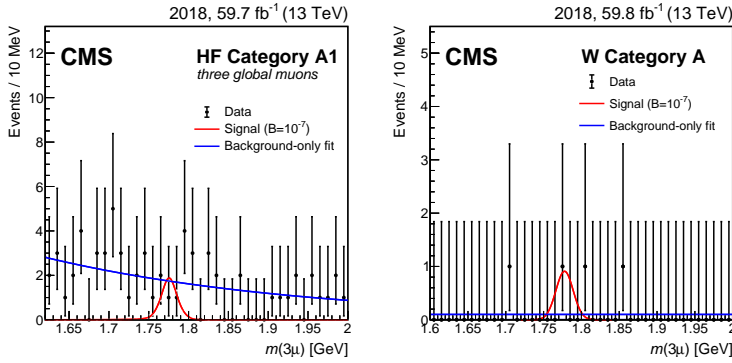 2018, 59.7 fb⁻¹ (13 TeV)
CMS
HF Category A1
three global muons
Data
Signal (B=10⁻⁷)
Background-only fit
Events / 10 MeV
12
10
8
6
4
2
0
1.65 1.7 1.75 1.8 1.85 1.9 1.95 2
m(3μ) [GeV]
2018, 59.8 fb⁻¹ (13 TeV)
CMS
W Category A
Data
Signal (B=10⁻⁷)
Background-only fit
Events / 10 MeV
5
4
3
2
1
0
1.6 1.65 1.7 1.75 1.8 1.85 1.9 1.95 2
m(3μ) [GeV]